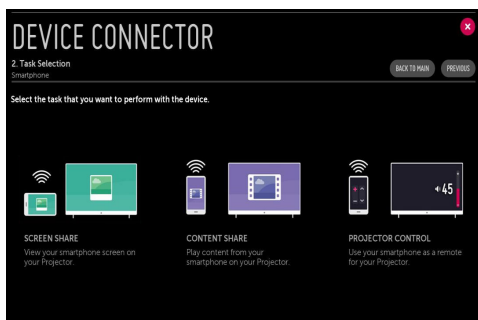 DEVICE CONNECTOR
2. Task Selection
Smartphone
BACK TO MAIN
PREVIOUS
Select the task that you want to perform with the device.
45
SCREEN SHARE
View your smartphone screen on
your Projector.
CONTENT SHARE
Play content from your
smartphone on your Projector.
PROJECTOR CONTROL
Use your smartphone as a remote
for your Projector.